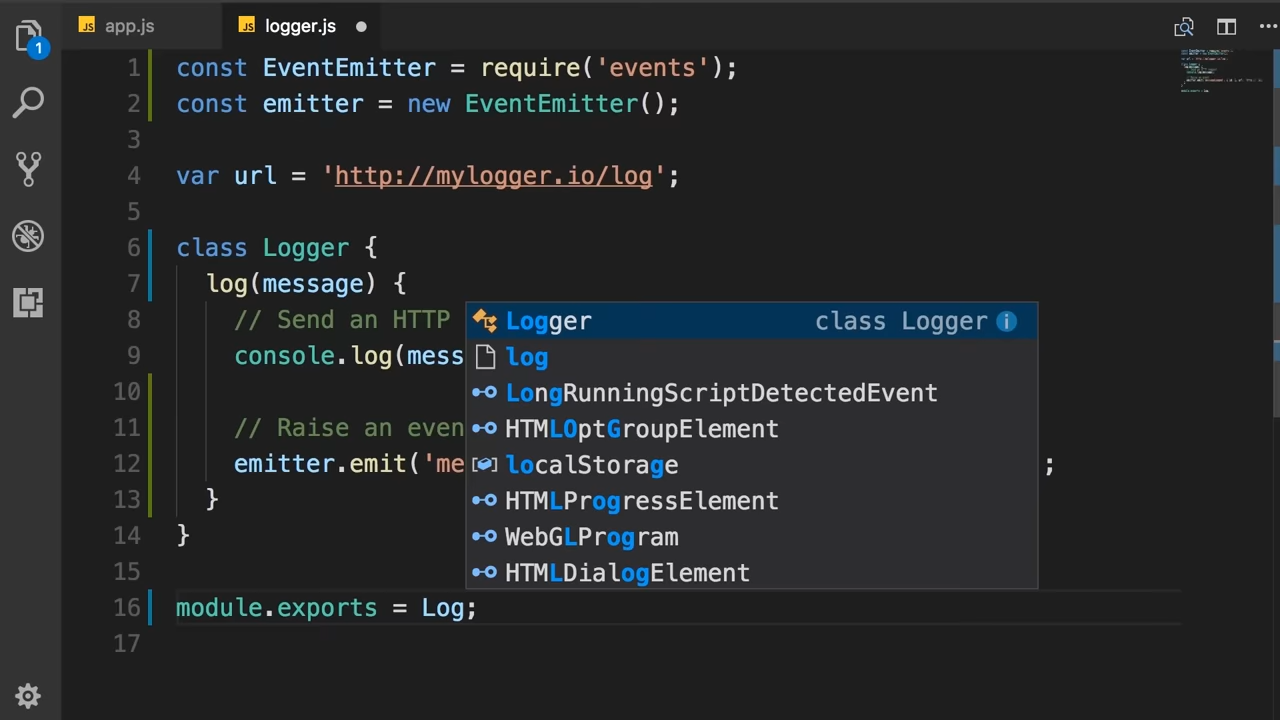 JS app.js JS logger.js
1 const EventEmitter = require('events');
2 const emitter = new EventEmitter();
3
4 var url = 'http://mylogger.io/log';
5
6 class Logger {
7 log(message) {
8 // Send an HTTP
9 console.log(mess
10
11 // Raise an even
12 emitter.emit('me ;
13 }
14 }
15
16 module.exports = Log;
17
Logger class Logger
log
LongRunningScriptDetectedEvent
HTMLOptGroupElement
localStorage
HTMLProgressElement
WebGLProgram
HTMLDialogElement
1